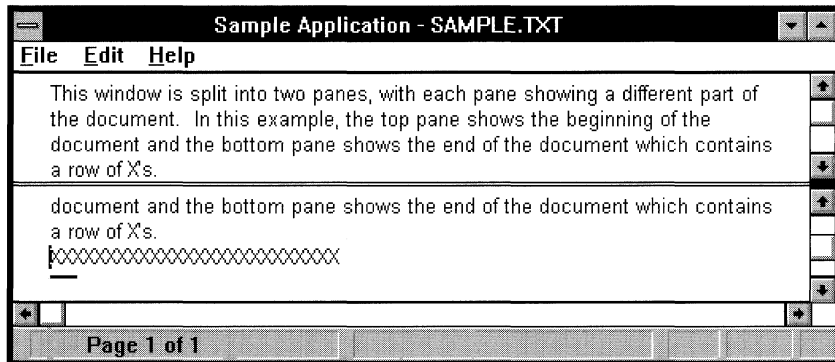 Sample Application - SAMPLE.TXT
File Edit Help
This window is split into two panes, with each pane showing a different part of
the document. In this example, the top pane shows the beginning of the
document and the bottom pane shows the end of the document which contains
a row of X's.
document and the bottom pane shows the end of the document which contains
a row of X's.
XXXXXXXXXXXXXXXXXXXXXXXXXX
Page 1 of 1